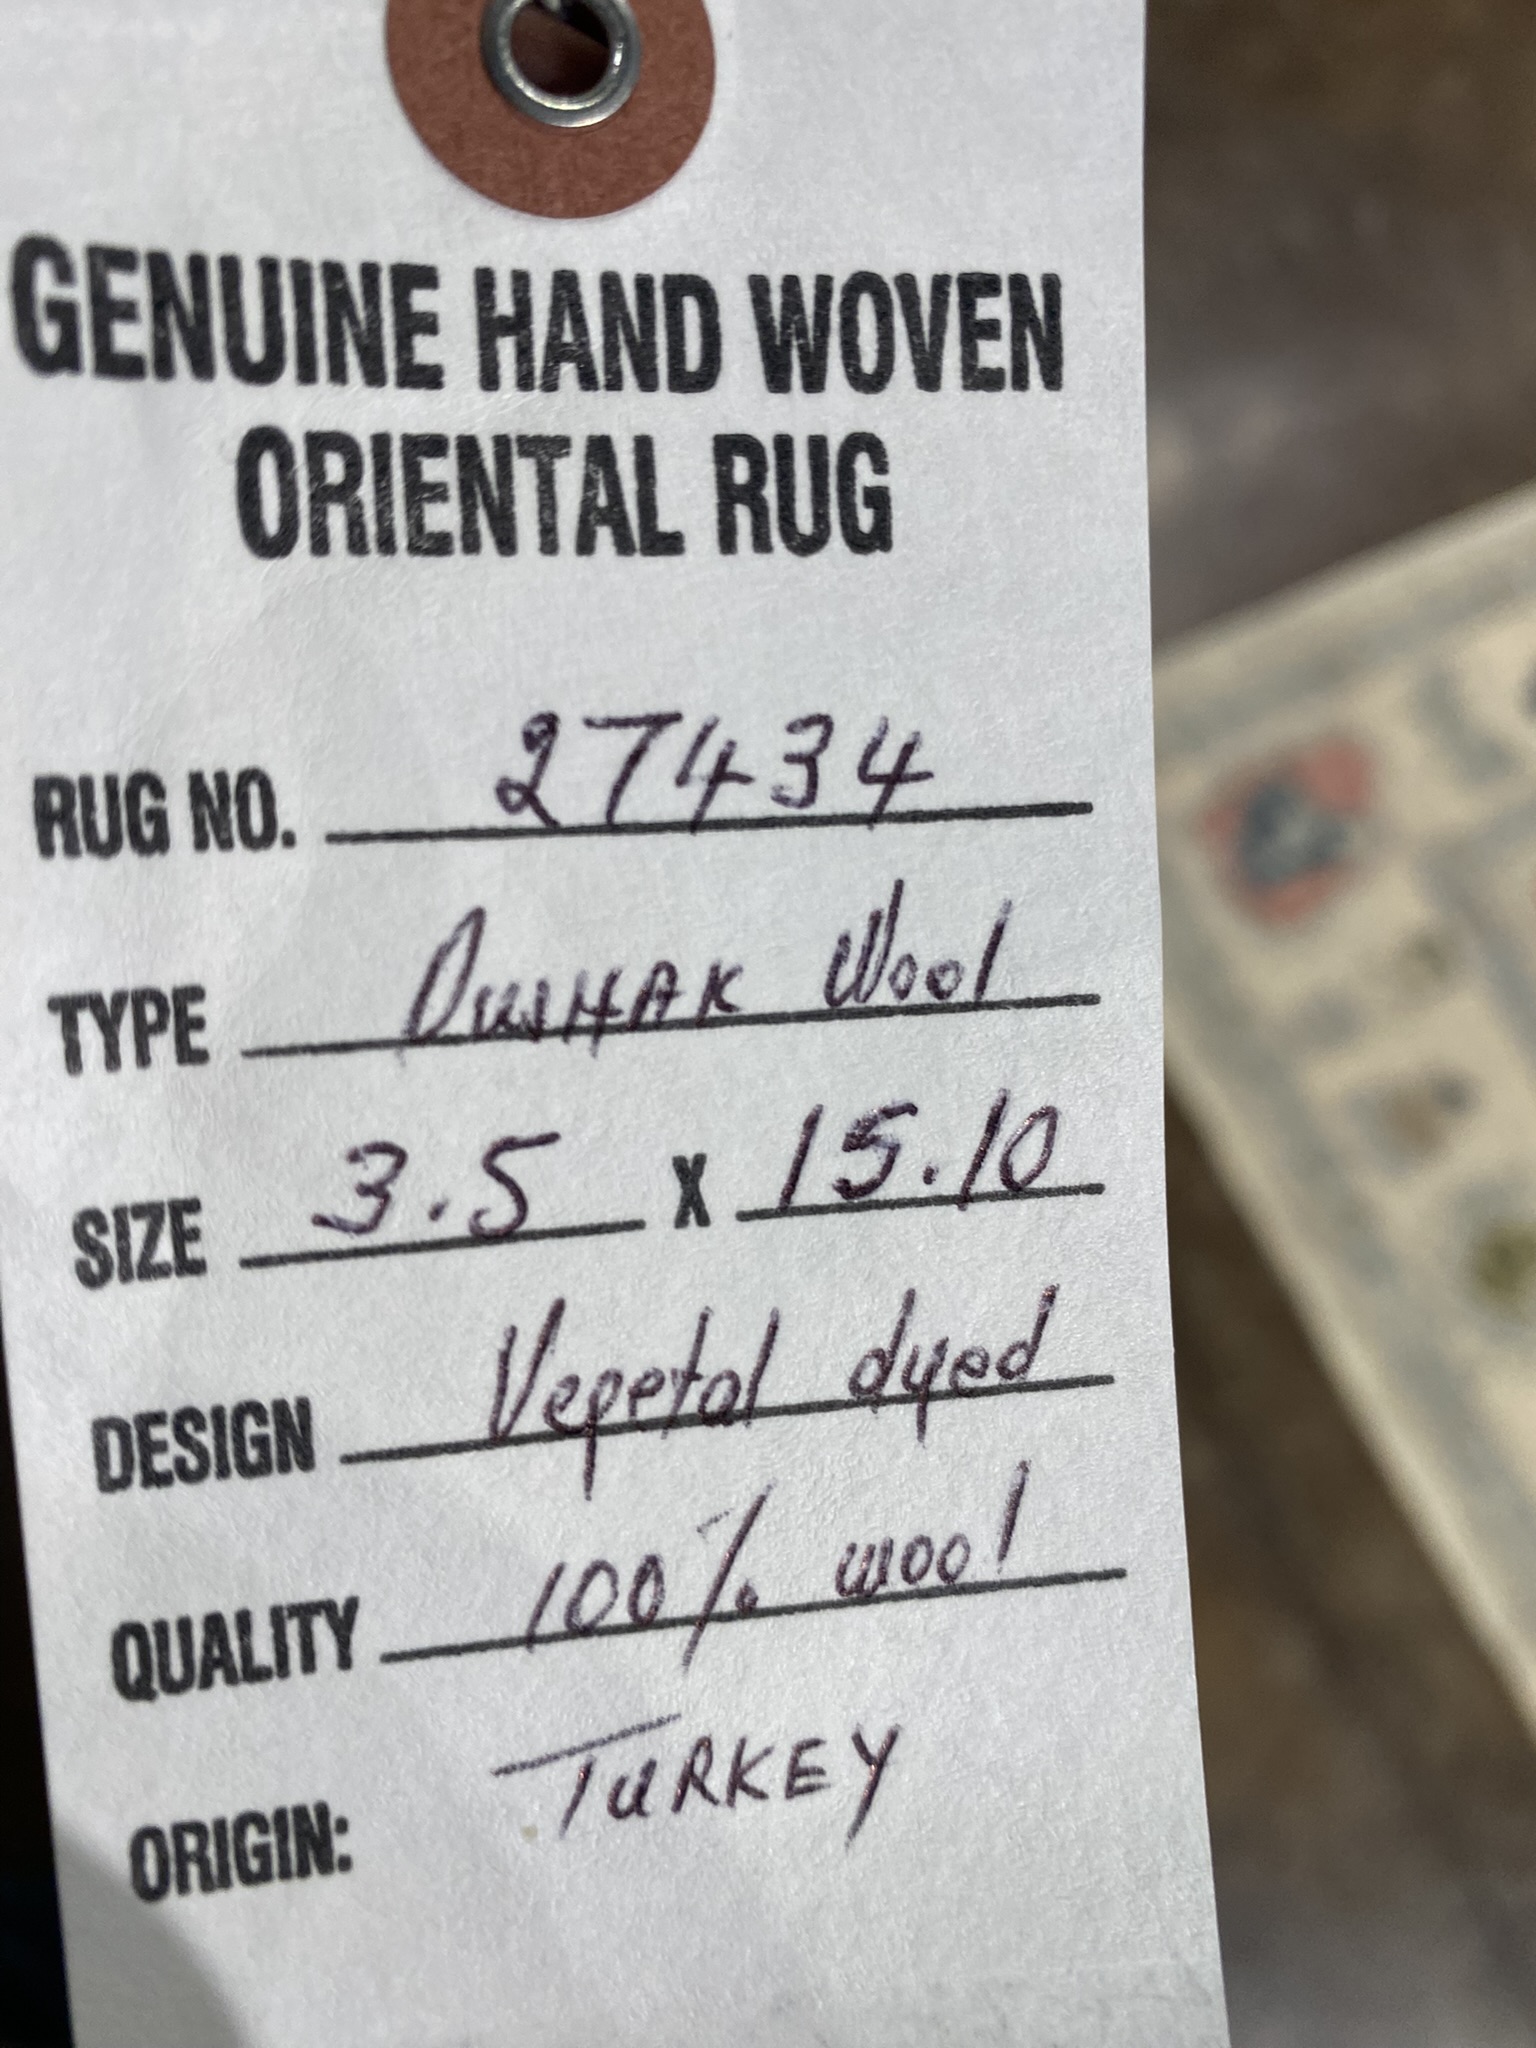 GENUINE HAND WOVEN
ORIENTAL RUG
RUG NO. 27434
TYPE OUSHAK Wool
SIZE 3.5 X 15.10
DESIGN Vegetal dyed
QUALITY 100% wool
ORIGIN: TURKEY